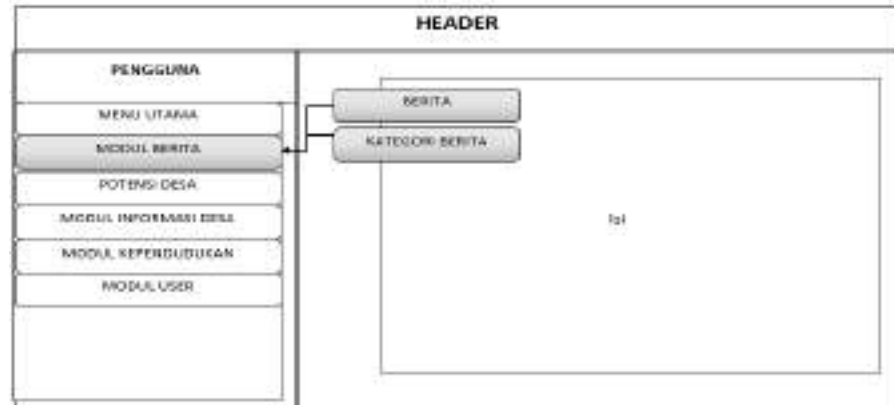 HEADER
PENGGUNA
MENU UTAMA
MODUL BERITA
POTENSI DESA
MODUL INFORMASI DESA
MODUL KEPENDUDUKAN
MODUL USER
BERITA
KATEGORI BERITA
Isi